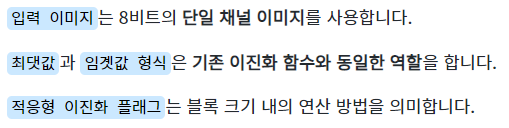 입력 이미지는 8비트의 단일 채널 이미지를 사용합니다.
최댓값과 임곗값 형식은 기존 이진화 함수와 동일한 역할을 합니다.
적응형 이진화 플래그는 블록 크기 내의 연산 방법을 의미합니다.